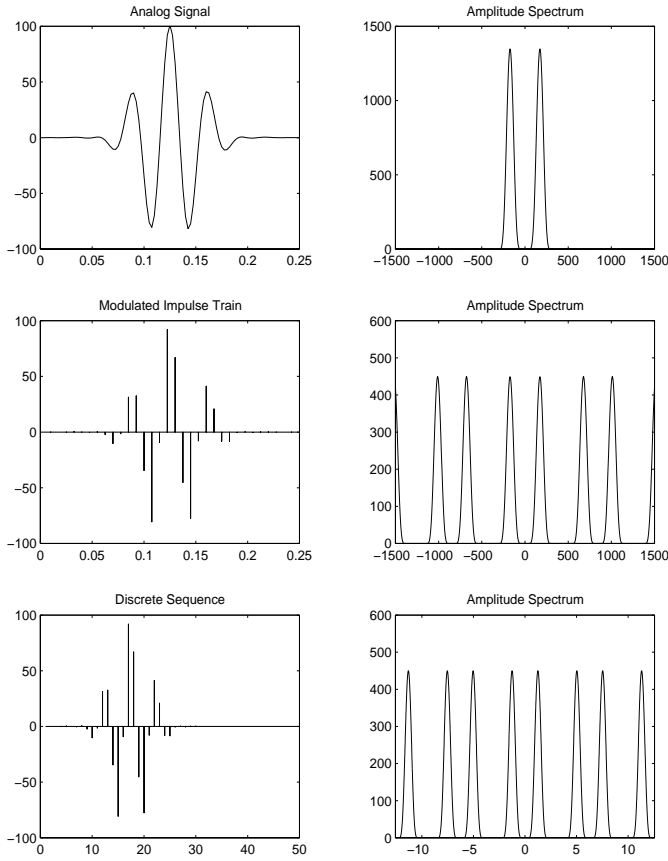 Analog Signal
100
50
0
−50
−100
0 0.05 0.1 0.15 0.2 0.25
Amplitude Spectrum
1500
1000
500
0
−1500 −1000 −500 0 500 1000 1500
Modulated Impulse Train
100
50
0
−50
−100
0 0.05 0.1 0.15 0.2 0.25
Amplitude Spectrum
600
500
400
300
200
100
0
−1500 −1000 −500 0 500 1000 1500
Discrete Sequence
100
50
0
−50
−100
0 10 20 30 40 50
Amplitude Spectrum
600
500
400
300
200
100
0
−10 −5 0 5 10